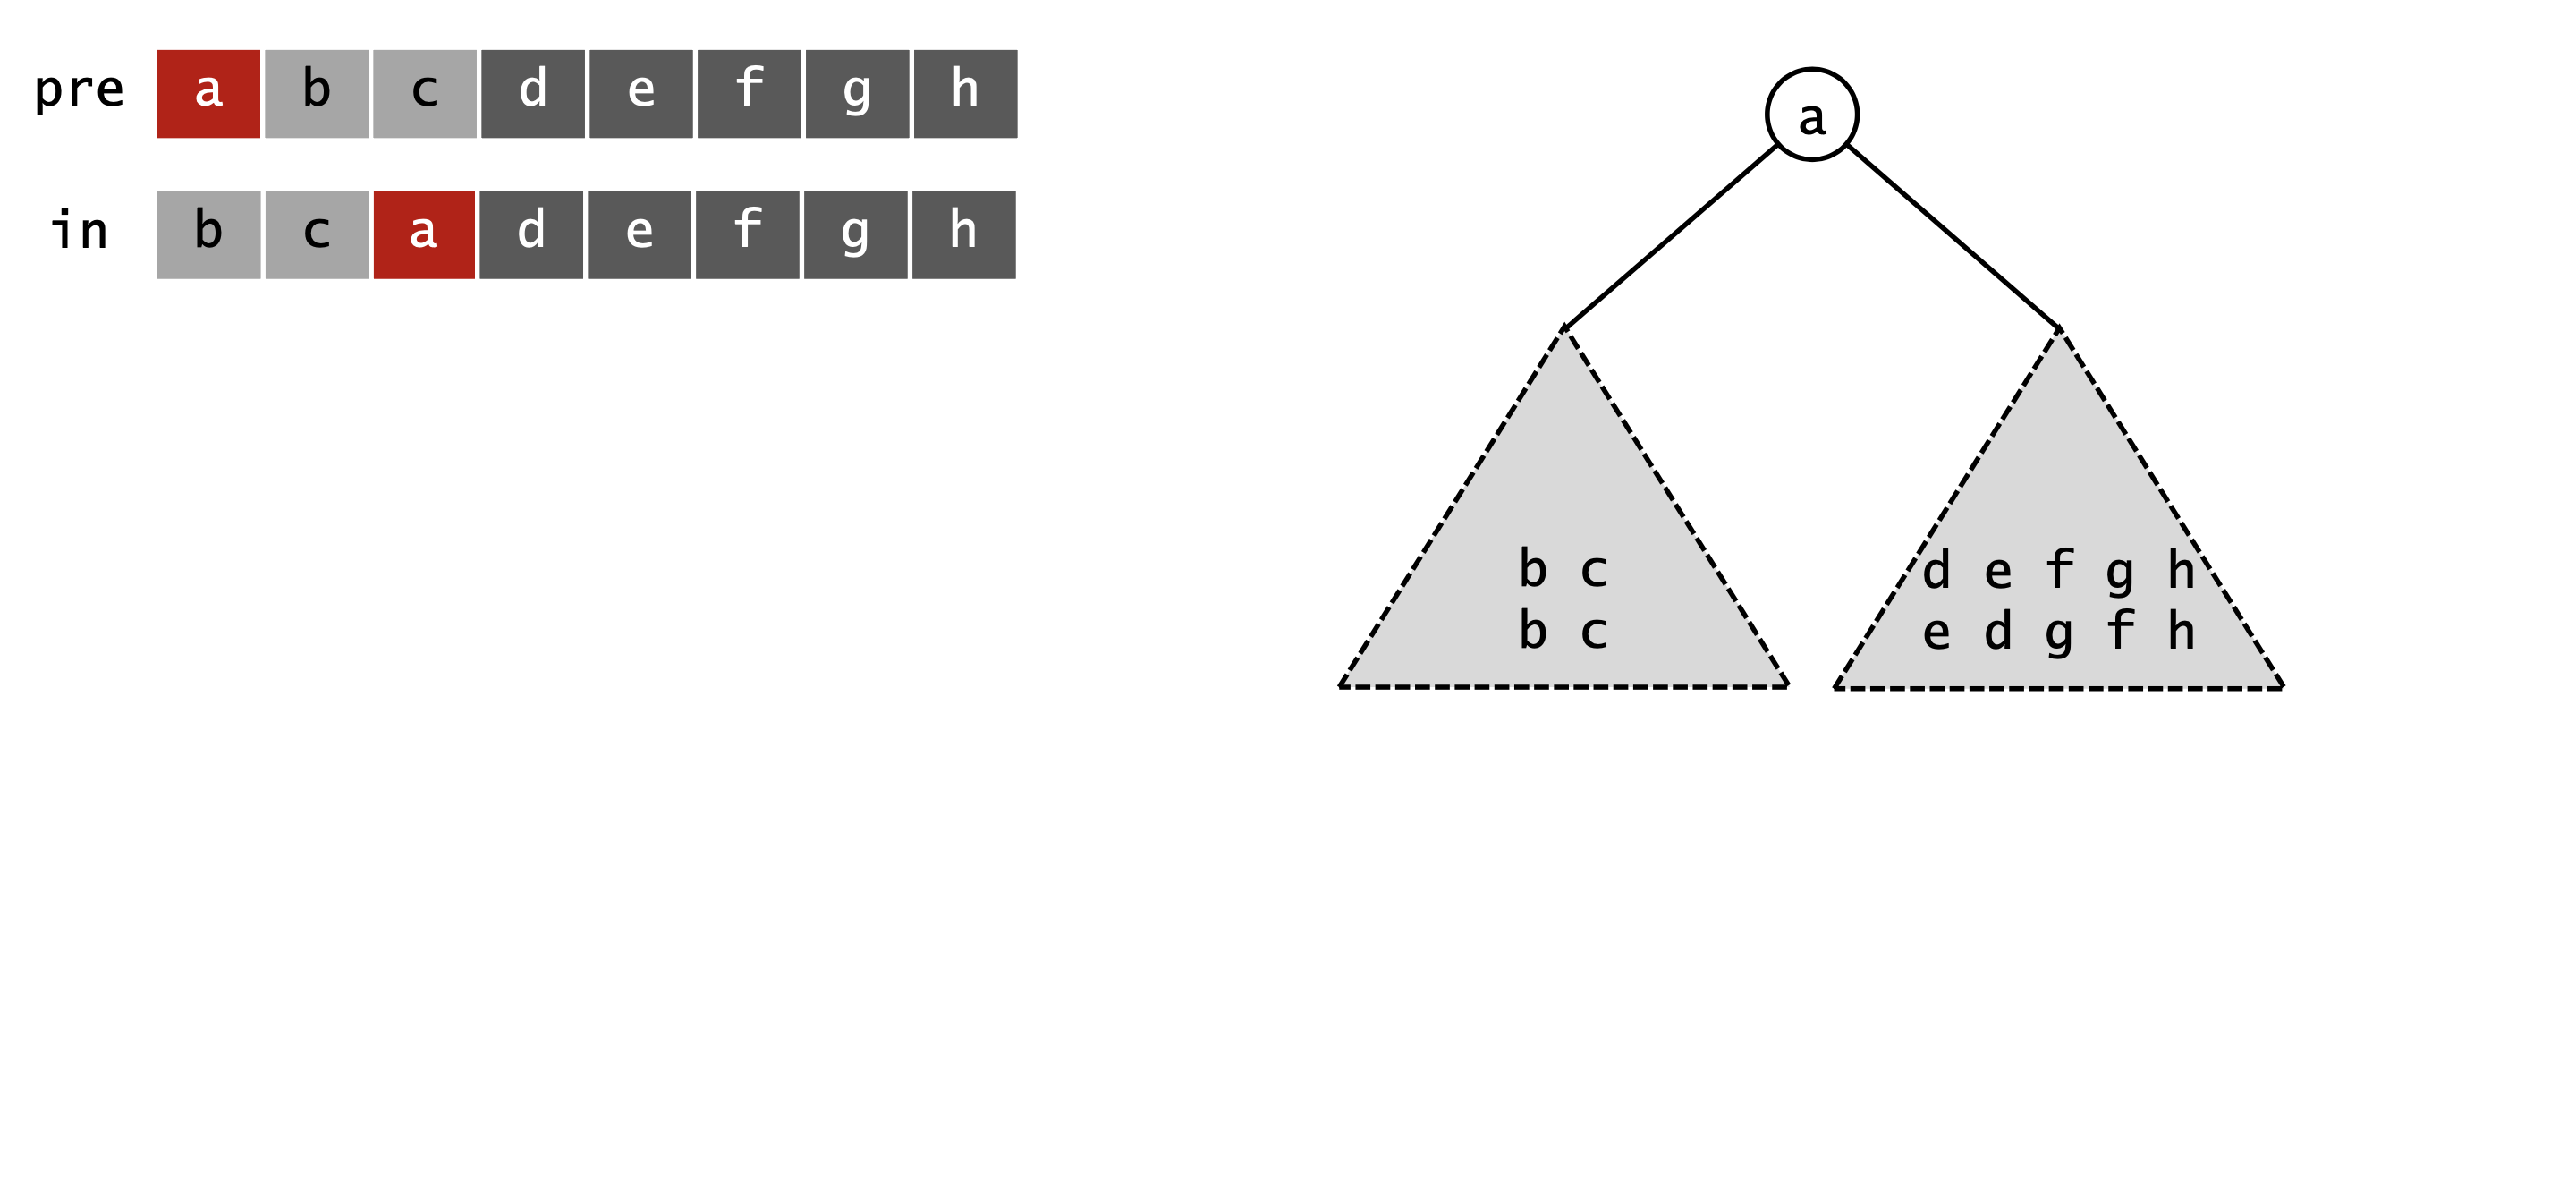 pre a b c d e f g h
in b c a d e f g h
a
b c
b c
d e f g h
e d g f h